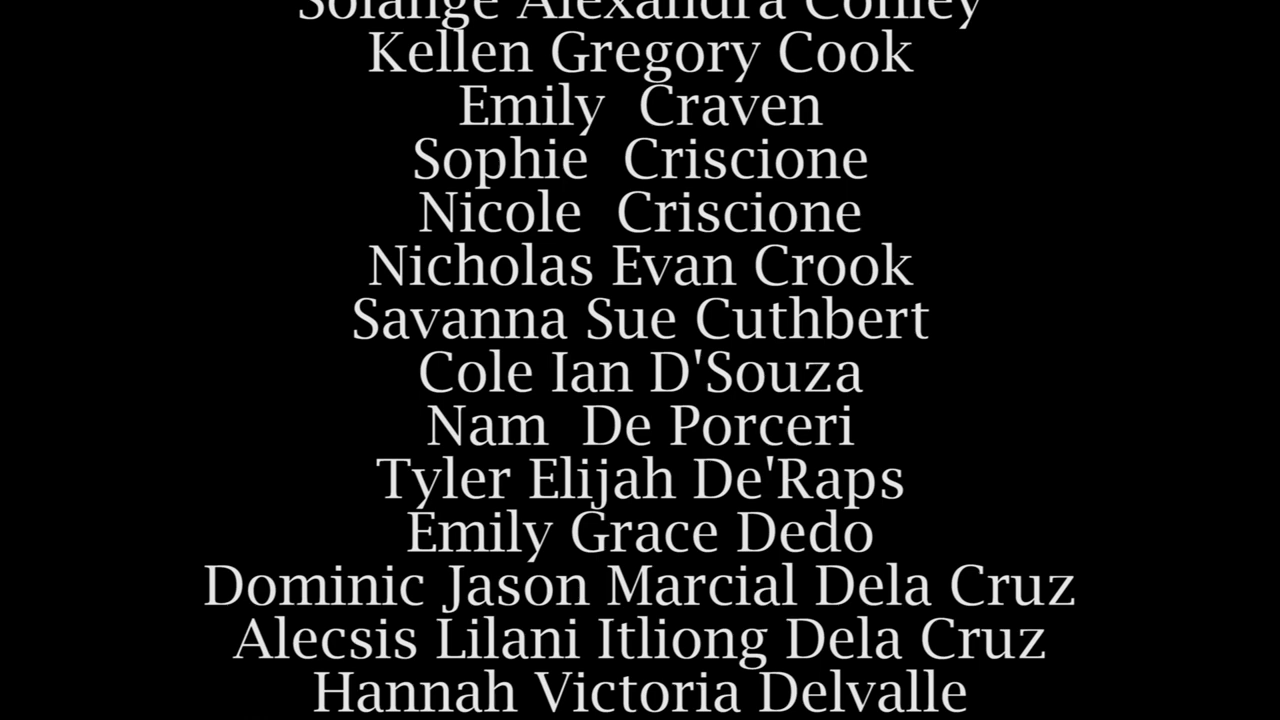 Solange Alexandra Conley
Kellen Gregory Cook
Emily  Craven
Sophie  Criscione
Nicole  Criscione
Nicholas Evan Crook
Savanna Sue Cuthbert
Cole Ian D'Souza
Nam  De Porceri
Tyler Elijah De'Raps
Emily Grace Dedo
Dominic Jason Marcial Dela Cruz
Alecsis Lilani Itliong Dela Cruz
Hannah Victoria Delvalle